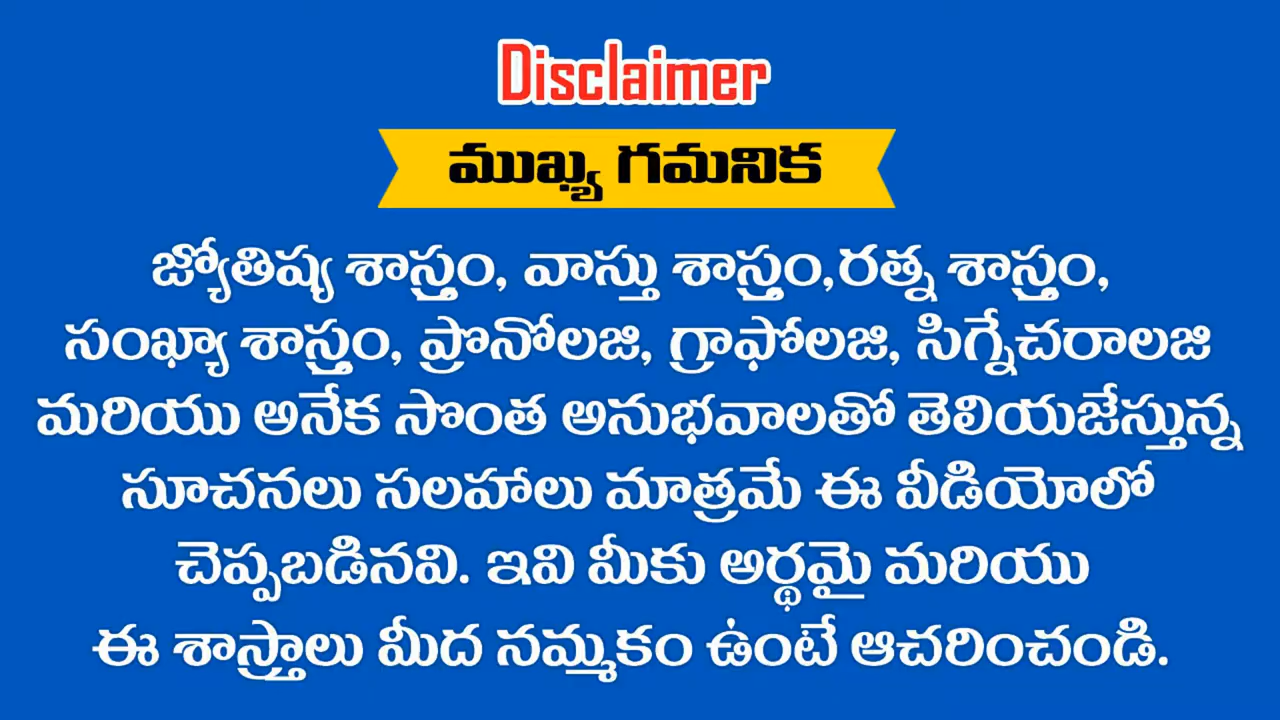 Disclaimer
ముఖ్య గమనిక
జ్యోతిష్య శాస్త్రం, వాస్తు శాస్త్రం,రత్న శాస్త్రం,
సంఖ్యా శాస్త్రం, ప్రొనోలజి, గ్రాఫోలజి, సిగ్నేచరాలజి
మరియు అనేక సొంత అనుభవాలతో తెలియజేస్తున్న
సూచనలు సలహాలు మాత్రమే ఈ వీడియోలో
చెప్పబడినవి. ఇవి మీకు అర్థమై మరియు
ఈ శాస్త్రాలు మీద నమ్మకం ఉంటే ఆచరించండి.